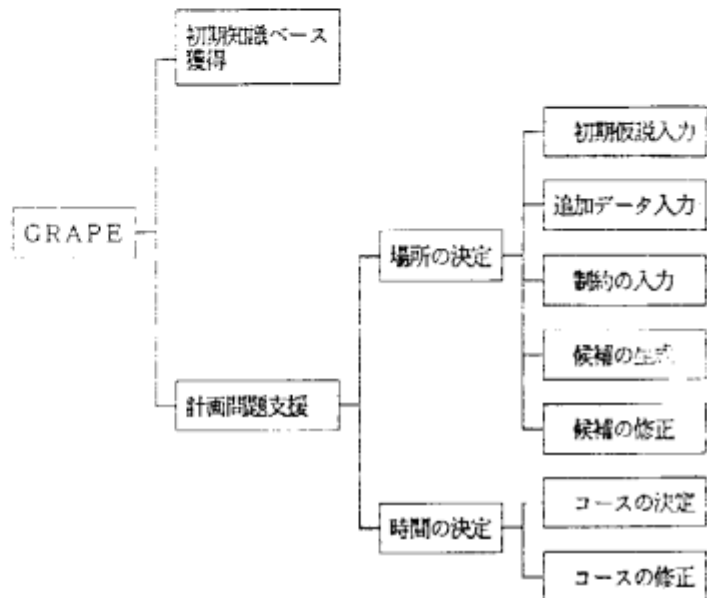 初期知識ベース
獲得
GRAPE
計画問題支援
場所の決定
時間の決定
初期仮説入力
追加データ入力
制約の入力
候補の生成
候補の修正
コースの決定
コースの修正